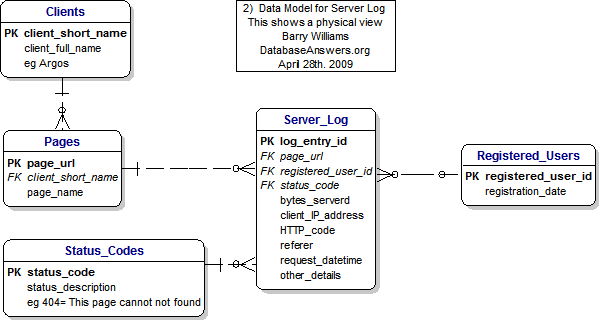 Clients
PK client_short_name
client_full_name
eg Argos
2) Data Model for Server Log
This shows a physical view
Barry Williams
DatabaseAnswers.org
April 28th. 2009
Pages
PK page_url
FK client_short_name
page_name
Server_Log
PK log_entry_id
FK page_url
FK registered_user_id
FK status_code
bytes_serverd
client_IP_address
HTTP_code
referer
request_datetime
other_details
Registered_Users
PK registered_user_id
registration_date
Status_Codes
PK status_code
status_description
eg 404= This page cannot not found